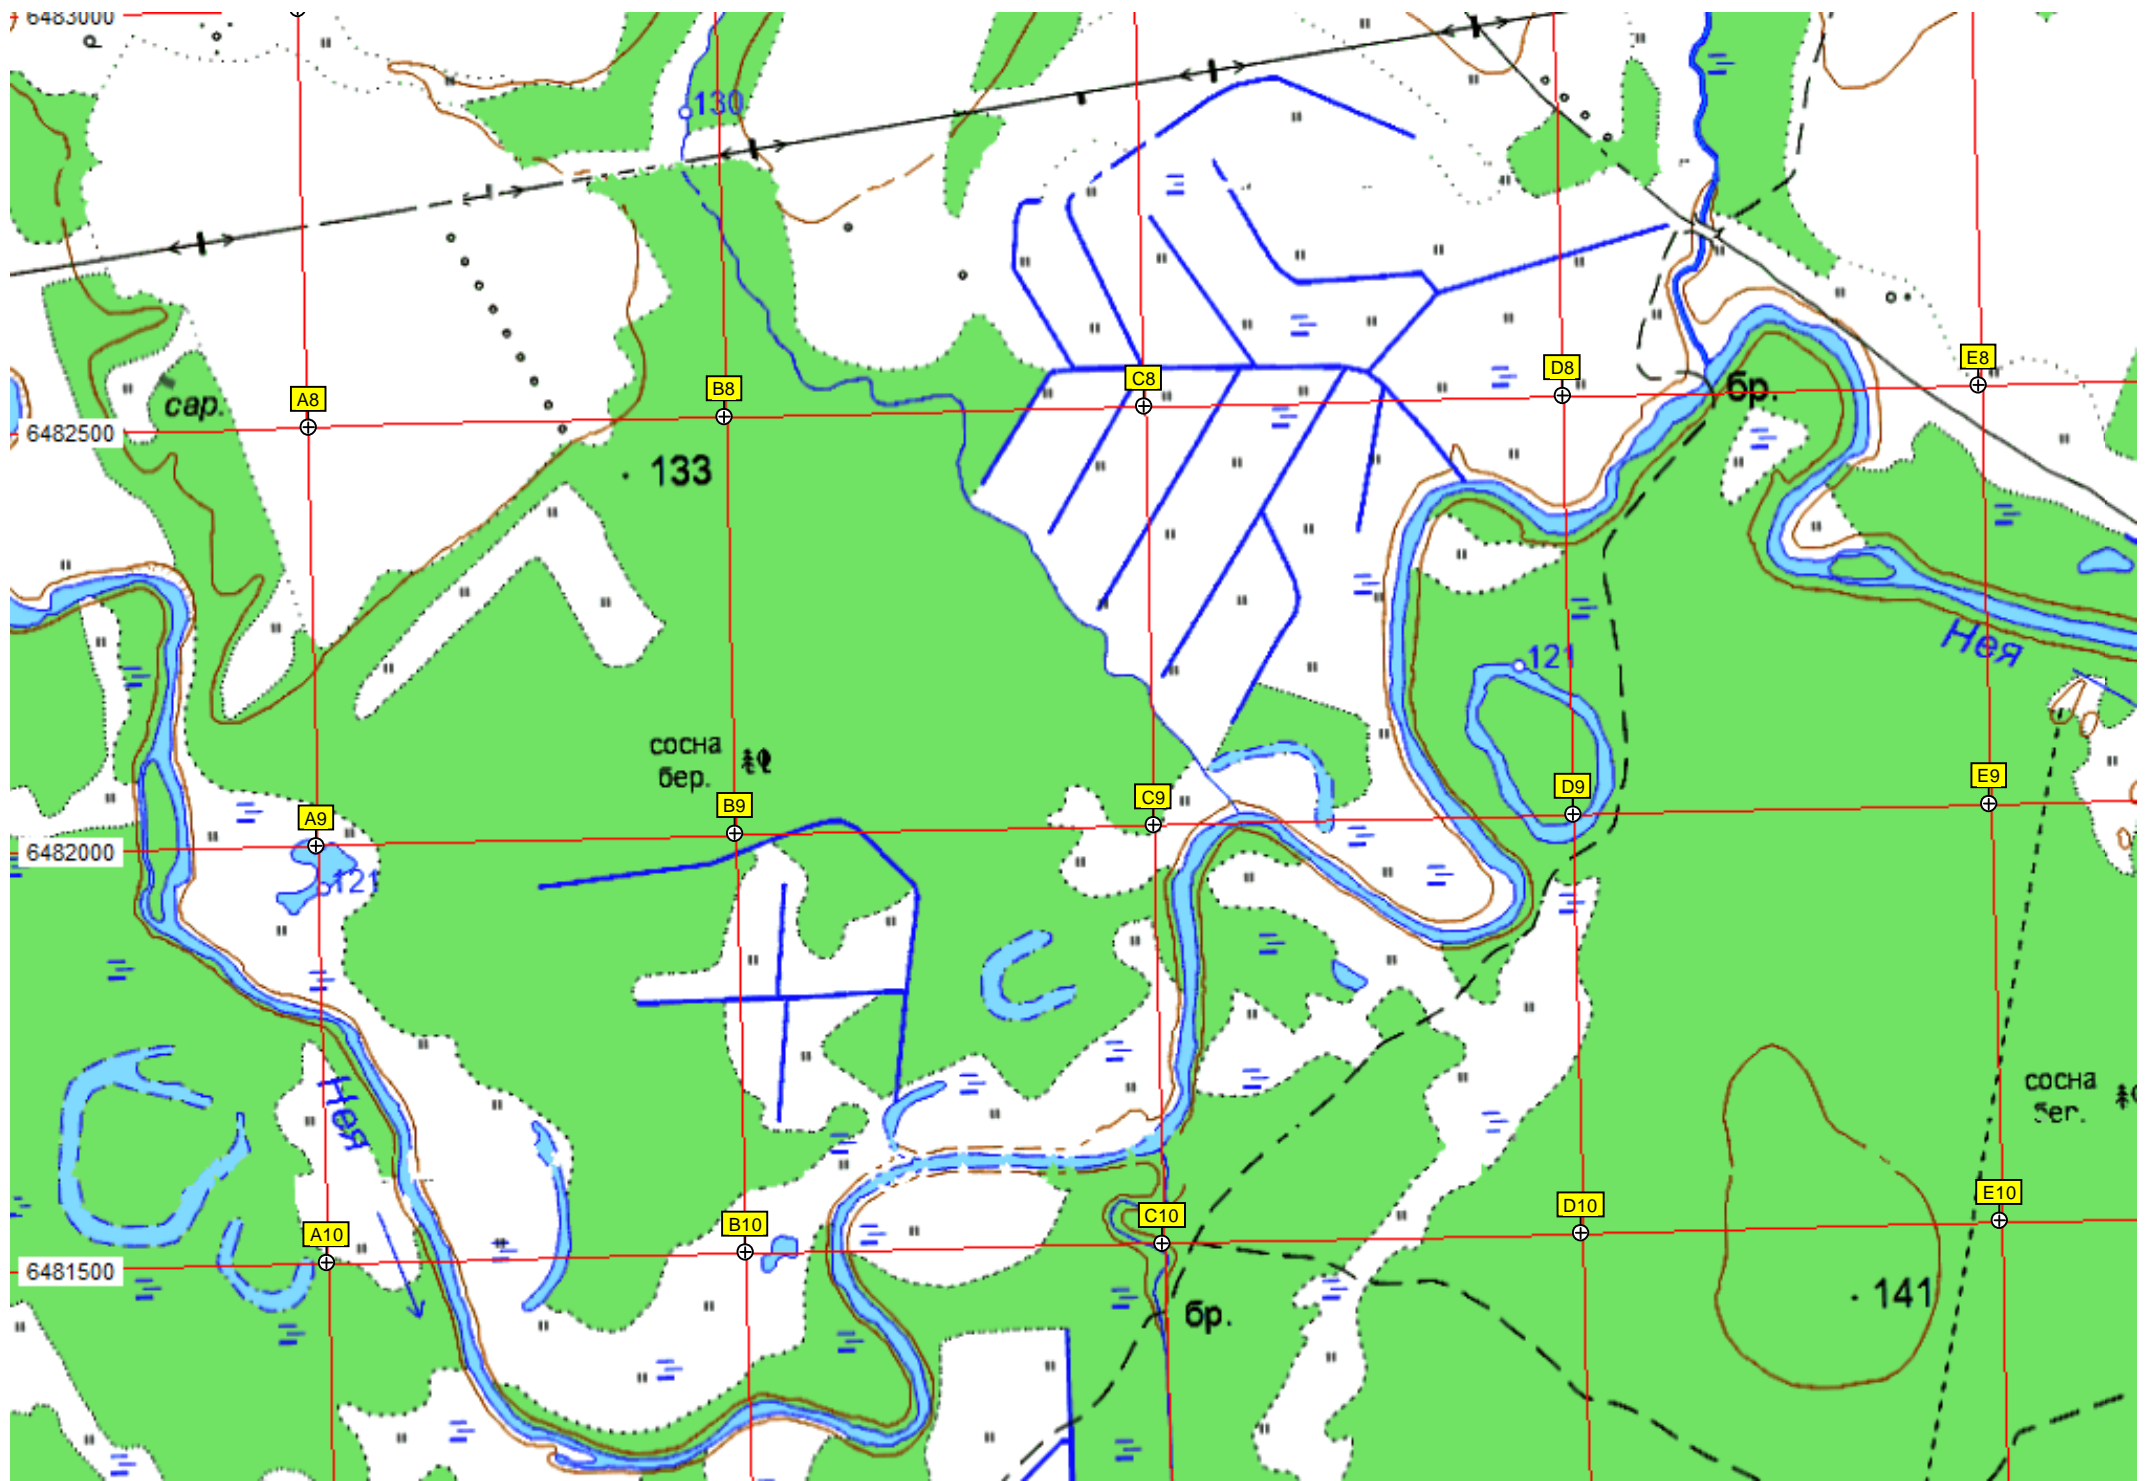 6483000
130
E8
D8
C8
B8
A8
бр.
сар.
6482500
133
Нея
121
сосна
бер.
E9
D9
C9
B9
A9
6482000
121
сосна
Нея
E10
D10
C10
B10
A10
6481500
141
бр.